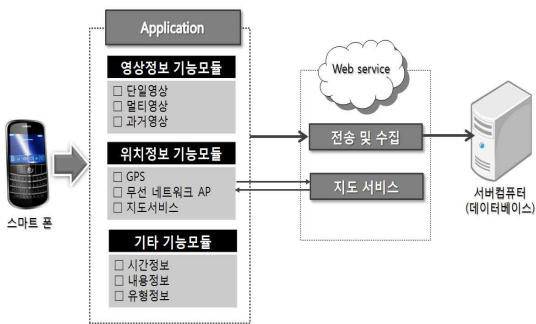 Application
영상정보 기능모듈
□ 단일영상
□ 멀티영상
□ 과거영상
위치정보 기능모듈
□ GPS
□ 무선 네트워크 AP
□ 지도서비스
기타 기능모듈
□ 시간정보
□ 내용정보
□ 유형정보
스마트 폰
Web service
전송 및 수집
지도 서비스
서버컴퓨터
(데이터베이스)